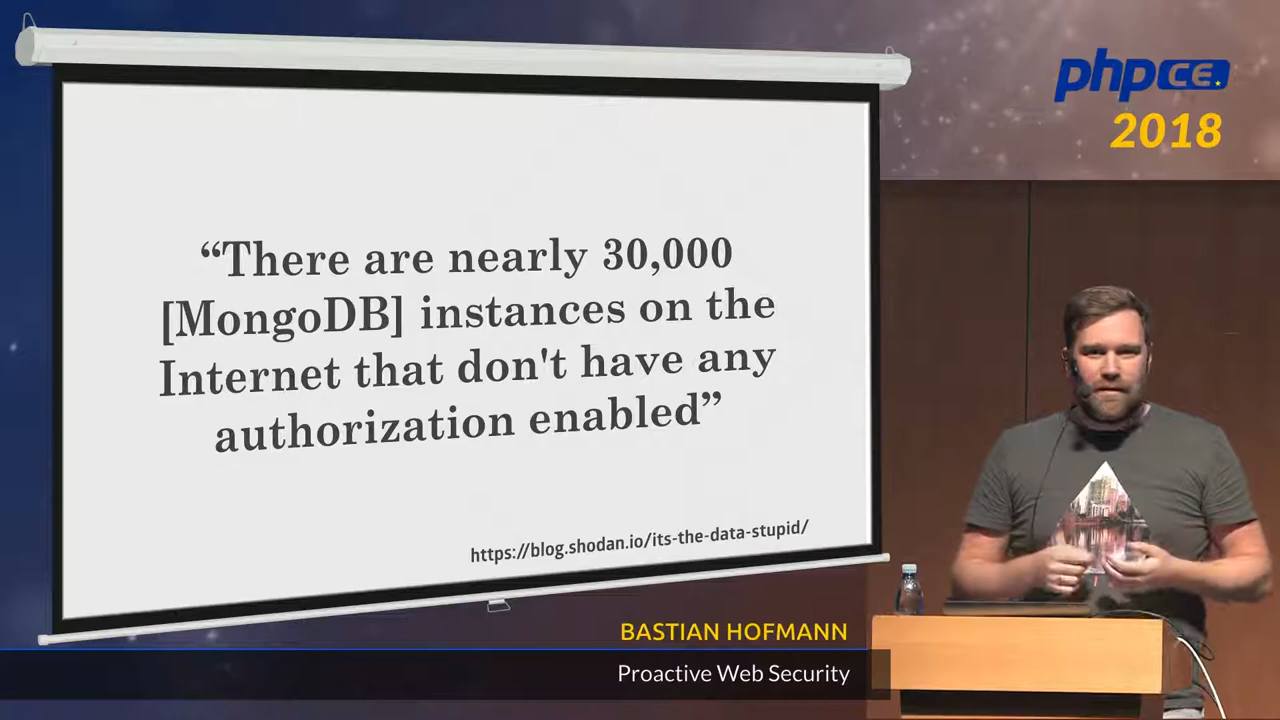 phpCE
2018
“There are nearly 30,000
[MongoDB] instances on the
Internet that don't have any
authorization enabled”
https://blog.shodan.io/its-the-data-stupid/
BASTIAN HOFMANN
Proactive Web Security